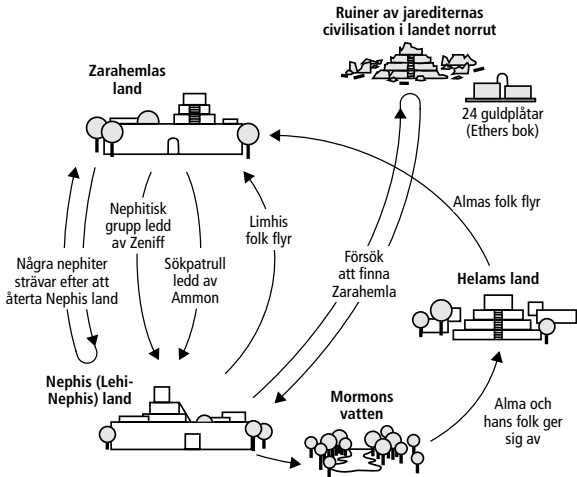 Ruiner av jarediternas
civilisation i landet norrut
Zarahemlas
land
24 guldplåtar
(Ethers bok)
Almas folk flyr
Nephitisk
grupp ledd
av Zeniff
Limhis
folk flyr
Några nephiter
strävar efter att
återta Nephis land
Sökpatrull
ledd av
Ammon
Försök
att finna
Zarahemla
Helams land
Nephis (Lehi-
Nephis) land
Mormons
vatten
Alma och
hans folk ger
sig av